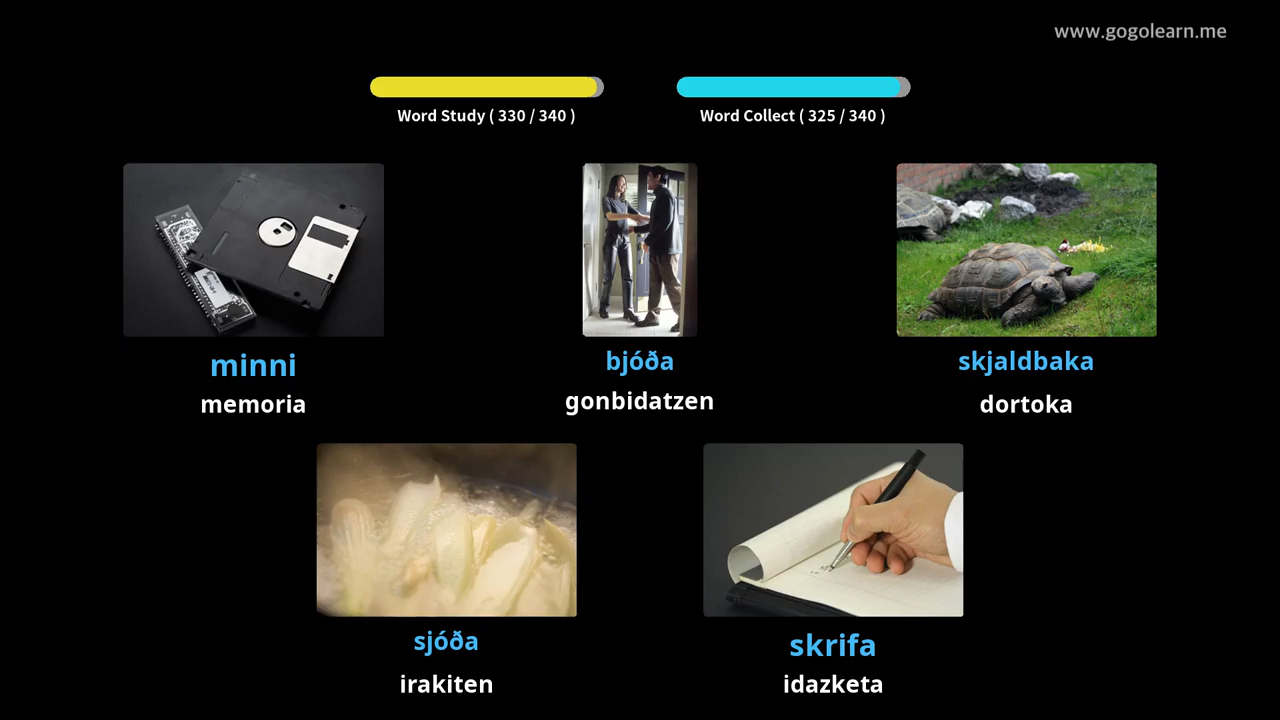 www.gogolearn.me
Word Study ( 330 / 340 )
Word Collect ( 325 / 340 )
minni
memoria
bjóða
gonbidatzen
skjaldbaka
dortoka
sjóða
irakiten
skrifa
idazketa